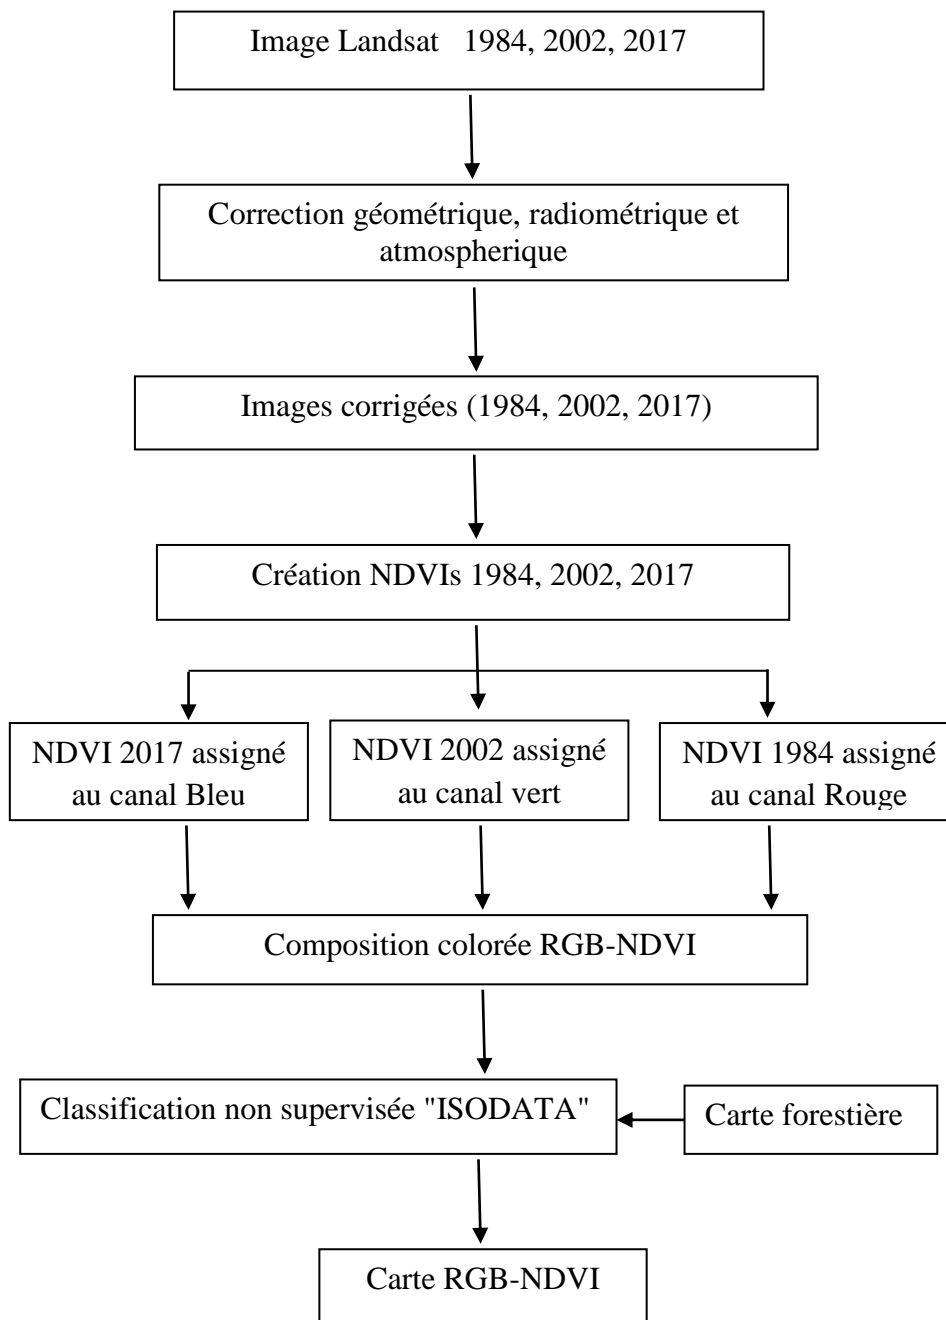 Image Landsat 1984, 2002, 2017
Correction géométrique, radiométrique et
atmospherique
Images corrigées (1984, 2002, 2017)
Création NDVIs 1984, 2002, 2017
NDVI 2017 assigné
au canal Bleu
NDVI 2002 assigné
au canal vert
NDVI 1984 assigné
au canal Rouge
Composition colorée RGB-NDVI
Classification non supervisée "ISODATA"
Carte forestière
Carte RGB-NDVI